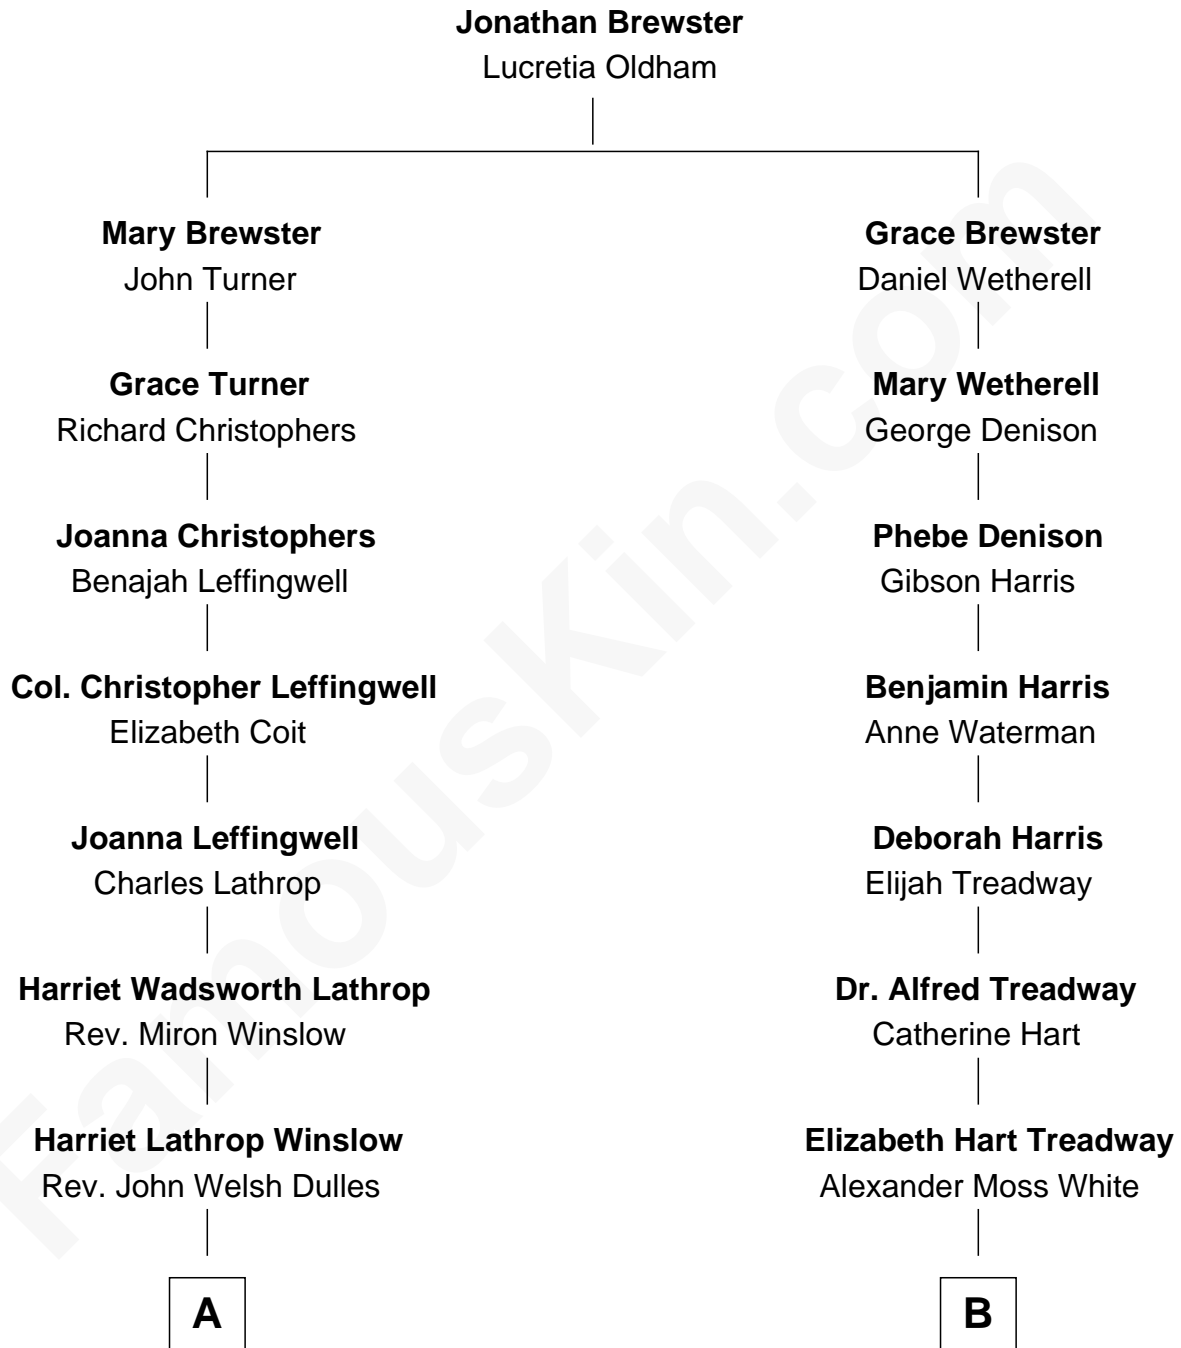 Jonathan Brewster
Lucretia Oldham
Mary Brewster
John Turner
Grace Brewster
Daniel Wetherell
Grace Turner
Richard Christophers
Mary Wetherell
George Denison
Joanna Christophers
Benajah Leffingwell
Phebe Denison
Gibson Harris
Col. Christopher Leffingwell
Elizabeth Coit
Benjamin Harris
Anne Waterman
Joanna Leffingwell
Charles Lathrop
Deborah Harris
Elijah Treadway
Harriet Wadsworth Lathrop
Rev. Miron Winslow
Dr. Alfred Treadway
Catherine Hart
Harriet Lathrop Winslow
Rev. John Welsh Dulles
Elizabeth Hart Treadway
Alexander Moss White
A
B
FamousKin.com